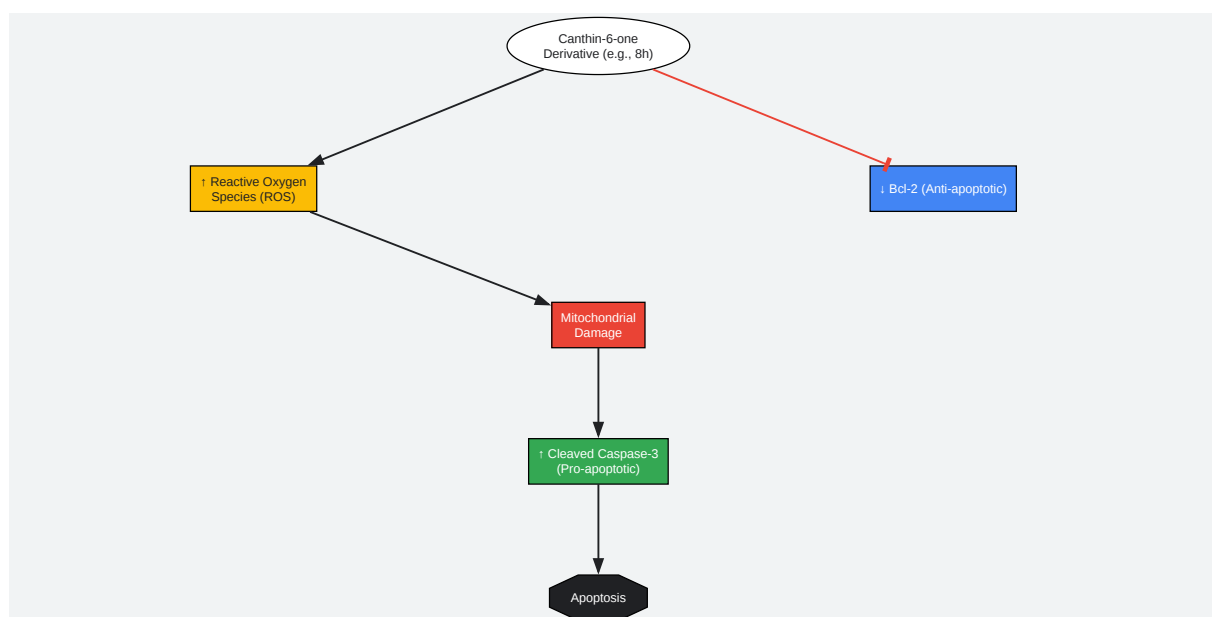 Canthin-6-one
Derivative (e.g., 8h)
↑ Reactive Oxygen
Species (ROS)
↓ Bcl-2 (Anti-apoptotic)
Mitochondrial
Damage
↑ Cleaved Caspase-3
(Pro-apoptotic)
Apoptosis